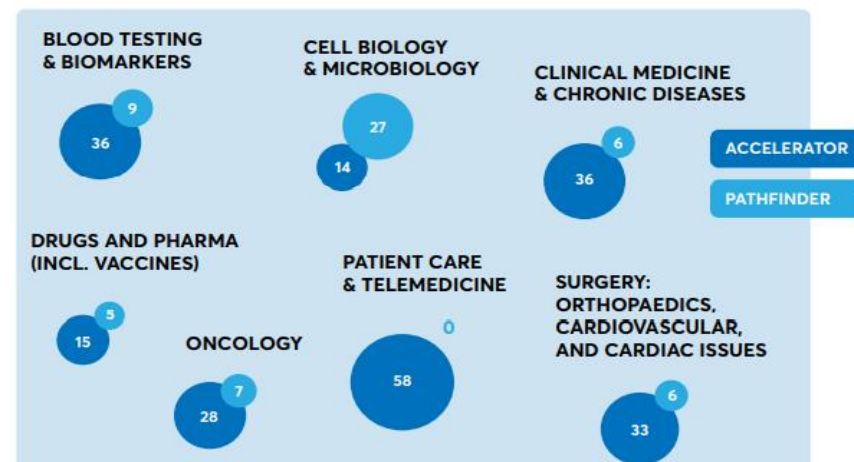 BLOOD TESTING
& BIOMARKERS
9
36
CELL BIOLOGY
& MICROBIOLOGY
27
14
CLINICAL MEDICINE
& CHRONIC DISEASES
6
36
ACCELERATOR
PATHFINDER
DRUGS AND PHARMA
(INCL. VACCINES)
5
15
ONCOLOGY
7
28
PATIENT CARE
& TELEMEDICINE
0
58
SURGERY:
ORTHOPAEDICS,
CARDIOVASCULAR,
AND CARDIAC ISSUES
6
33